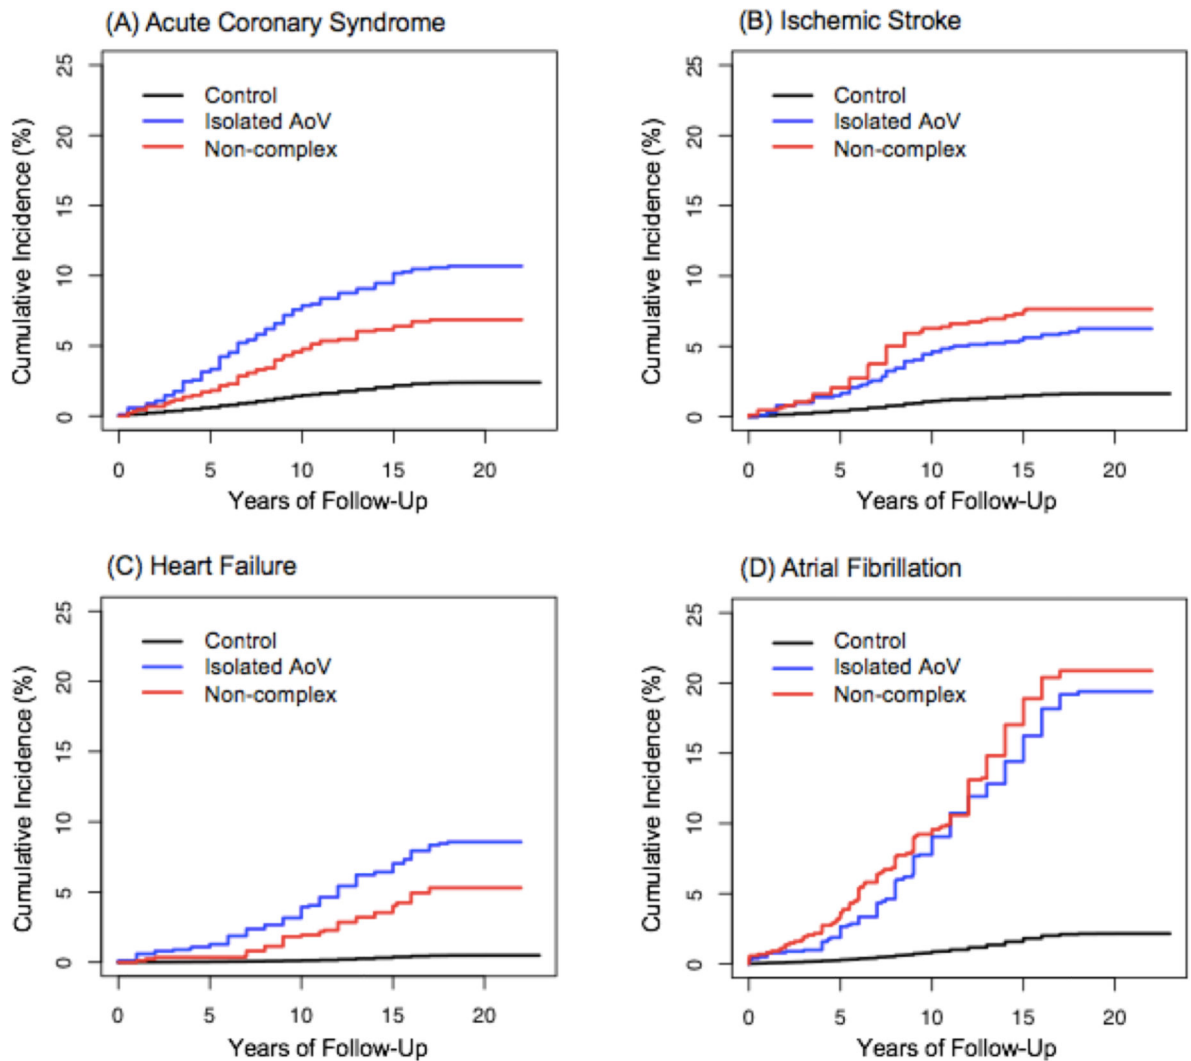 (A) Acute Coronary Syndrome
Cumulative Incidence (%)
25
20
15
10
5
0
Control
Isolated AoV
Non-complex
0 5 10 15 20
Years of Follow-Up
(B) Ischemic Stroke
Cumulative Incidence (%)
25
20
15
10
5
0
Control
Isolated AoV
Non-complex
0 5 10 15 20
Years of Follow-Up
(C) Heart Failure
Cumulative Incidence (%)
25
20
15
10
5
0
Control
Isolated AoV
Non-complex
0 5 10 15 20
Years of Follow-Up
(D) Atrial Fibrillation
Cumulative Incidence (%)
25
20
15
10
5
0
Control
Isolated AoV
Non-complex
0 5 10 15 20
Years of Follow-Up